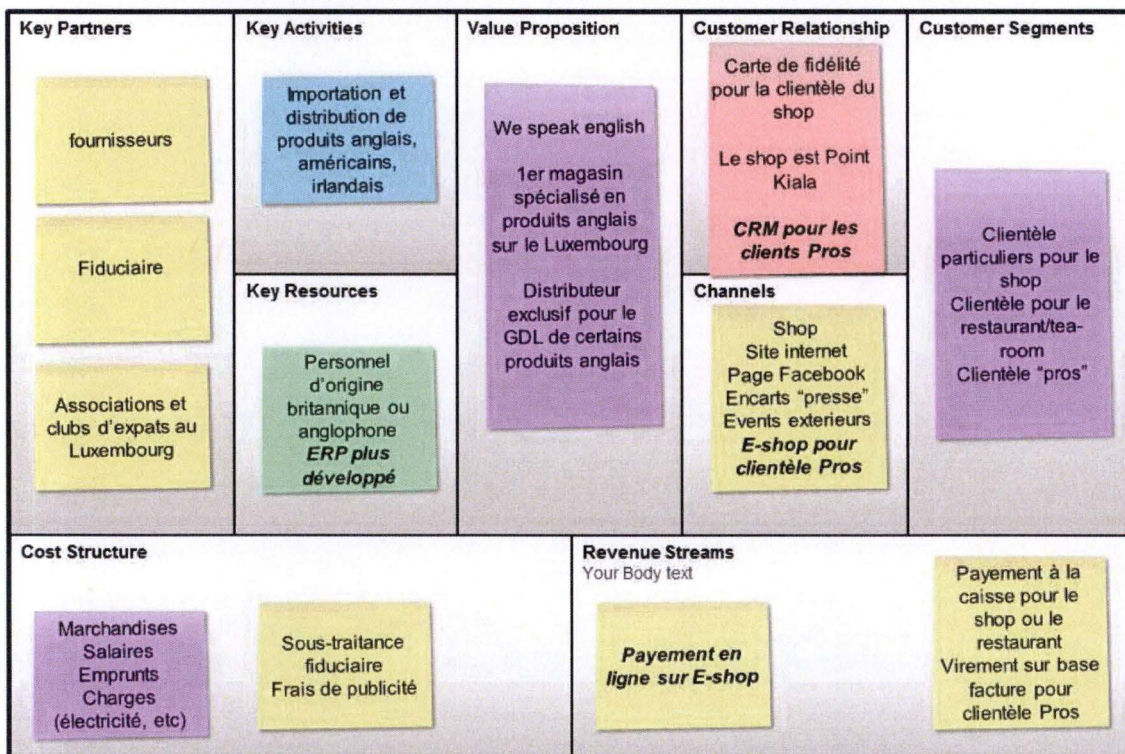 Key Partners
fournisseurs
Fiduciaire
Associations et
clubs d'expats au
Luxembourg
Key Activities
Importation et
distribution de
produits anglais,
américains,
irlandais
Key Resources
Personnel
d'origine
britannique ou
anglophone
ERP plus
développé
Value Proposition
We speak english
1er magasin
spécialisé en
produits anglais
sur le Luxembourg
Distributeur
exclusif pour le
GDL de certains
produits anglais
Customer Relationship
Carte de fidélité
pour la clientèle du
shop
Le shop est Point
Kiala
CRM pour les
clients Pros
Channels
Shop
Site internet
Page Facebook
Encarts "presse"
Events exterieurs
E-shop pour
clientèle Pros
Customer Segments
Clientèle
particuliers pour le
shop
Clientèle pour le
restaurant/tea-
room
Clientèle "pros"
Cost Structure
Marchandises
Salaires
Emprunts
Charges
(électricité, etc)
Sous-traitance
fiduciaire
Frais de publicité
Revenue Streams
Your Body text
Payement en
ligne sur E-shop
Payement à la
caisse pour le
shop ou le
restaurant
Virement sur base
facture pour
clientèle Pros